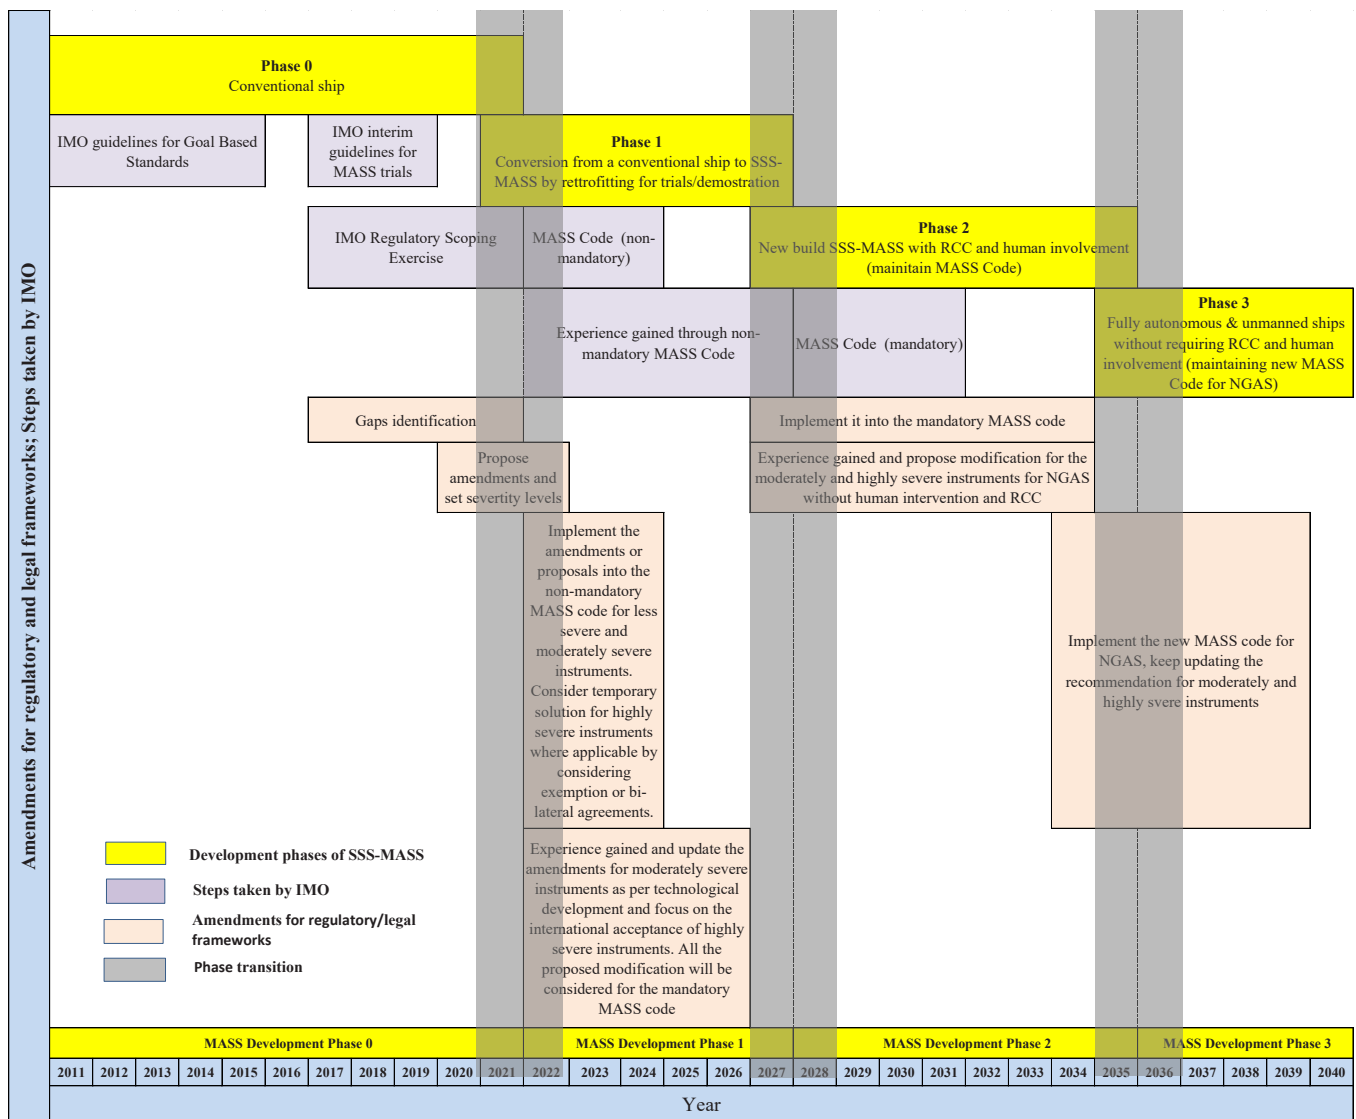 Amendments for regulatory and legal frameworks; Steps taken by IMO
Phase 0
Conventional ship
IMO guidelines for Goal Based
Standards
IMO interim
guidelines for
MASS trials
Phase 1
Conversion from a conventional ship to SSS-
MASS by rettrofitting for trials/demostration
IMO Regulatory Scoping
Exercise
MASS Code (non-
mandatory)
Phase 2
New build SSS-MASS with RCC and human involvement
(mainitain MASS Code)
Experience gained through non-
mandatory MASS Code
MASS Code (mandatory)
Phase 3
Fully autonomous & unmanned ships
without requiring RCC and human
involvement (maintaining new MASS
Code for NGAS)
Gaps identification
Implement it into the mandatory MASS code
Propose
amendments and
set severtity levels
Experience gained and propose modification for the
moderately and highly severe instruments for NGAS
without human intervention and RCC
Implement the
amendments or
proposals into the
non-mandatory
MASS code for less
severe and
moderately severe
instruments.
Consider temporary
solution for highly
severe instruments
where applicable by
considering
exemption or bi-
lateral agreements.
Implement the new MASS code for
NGAS, keep updating the
recommendation for moderately and
highly svere instruments
Experience gained and update the
amendments for moderately severe
instruments as per technological
development and focus on the
international acceptance of highly
severe instruments. All the
proposed modification will be
considered for the mandatory
MASS code
Development phases of SSS-MASS
Steps taken by IMO
Amendments for regulatory/legal
frameworks
Phase transition
MASS Development Phase 0
MASS Development Phase 1
MASS Development Phase 2
MASS Development Phase 3
2011 2012 2013 2014 2015 2016 2017 2018 2019 2020 2021 2022 2023 2024 2025 2026 2027 2028 2029 2030 2031 2032 2033 2034 2035 2036 2037 2038 2039 2040
Year